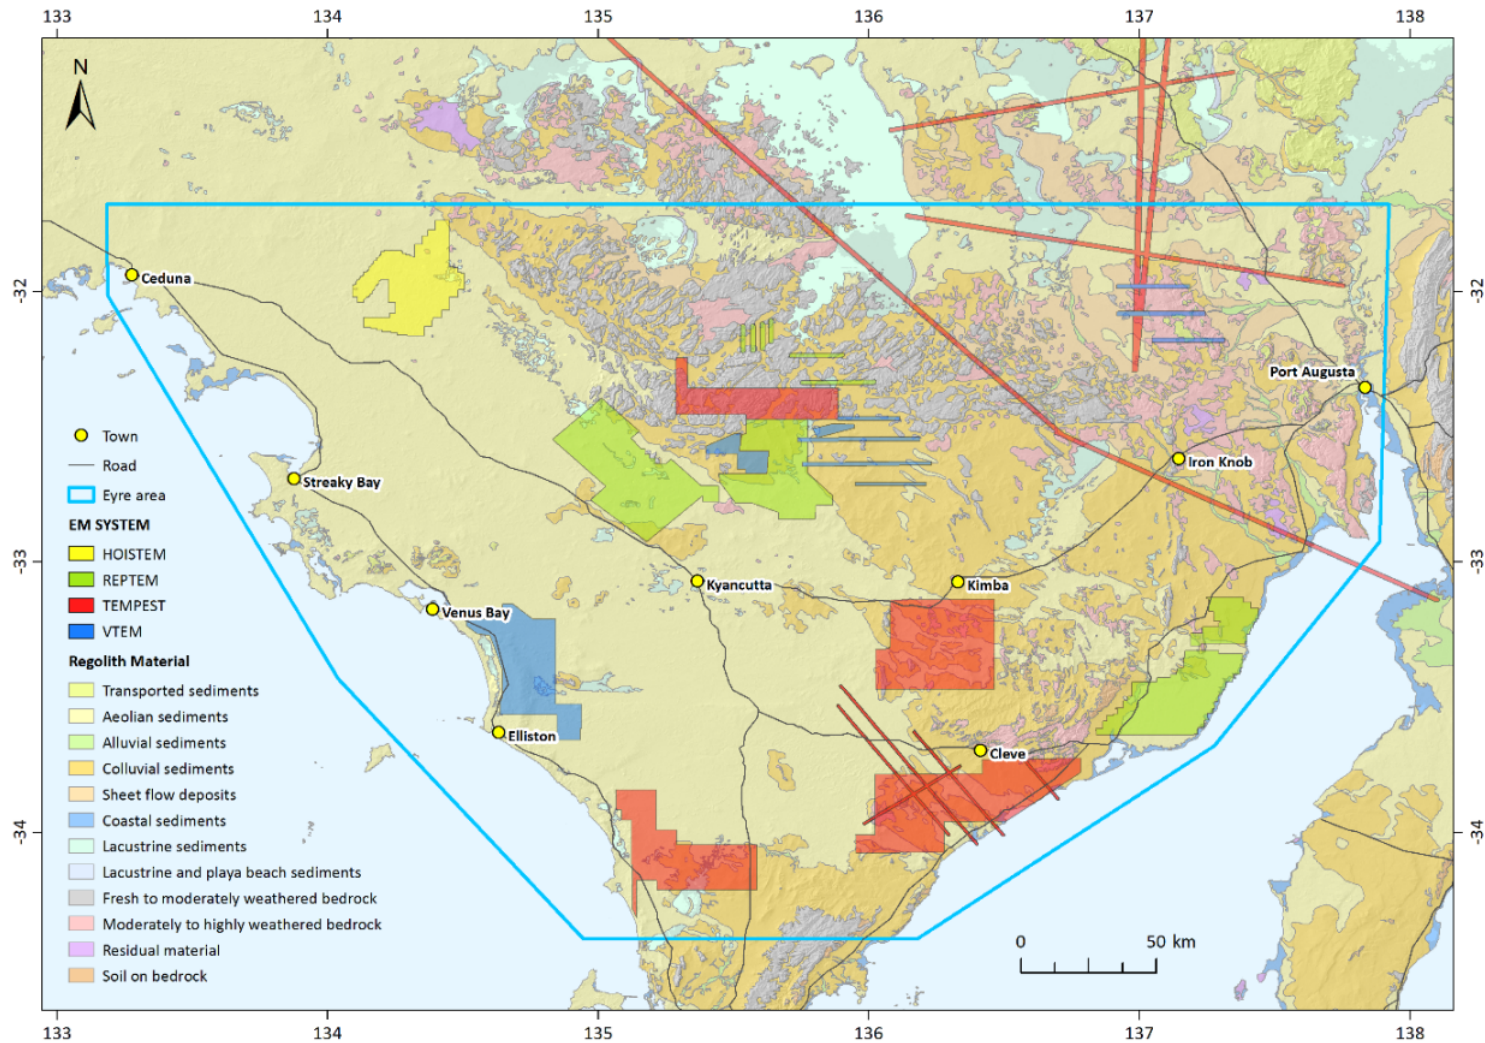 133 134 135 136 137 138
N
-32 -32
Ceduna
Port Augusta
Town
Road
Iron Knob
Streaky Bay
Eyre area
EM SYSTEM
HOISTEM
-33 -33
REPTEM
Kyancutta
Kimba
TEMPEST
Venus Bay
VTEM
Regolith Material
Transported sediments
Aeolian sediments
Elliston
Alluvial sediments
Cleve
Colluvial sediments
Sheet flow deposits
Coastal sediments
-34 -34
Lacustrine sediments
Lacustrine and playa beach sediments
Fresh to moderately weathered bedrock
Moderately to highly weathered bedrock
Residual material
0 50 km
Soil on bedrock
133 134 135 136 137 138